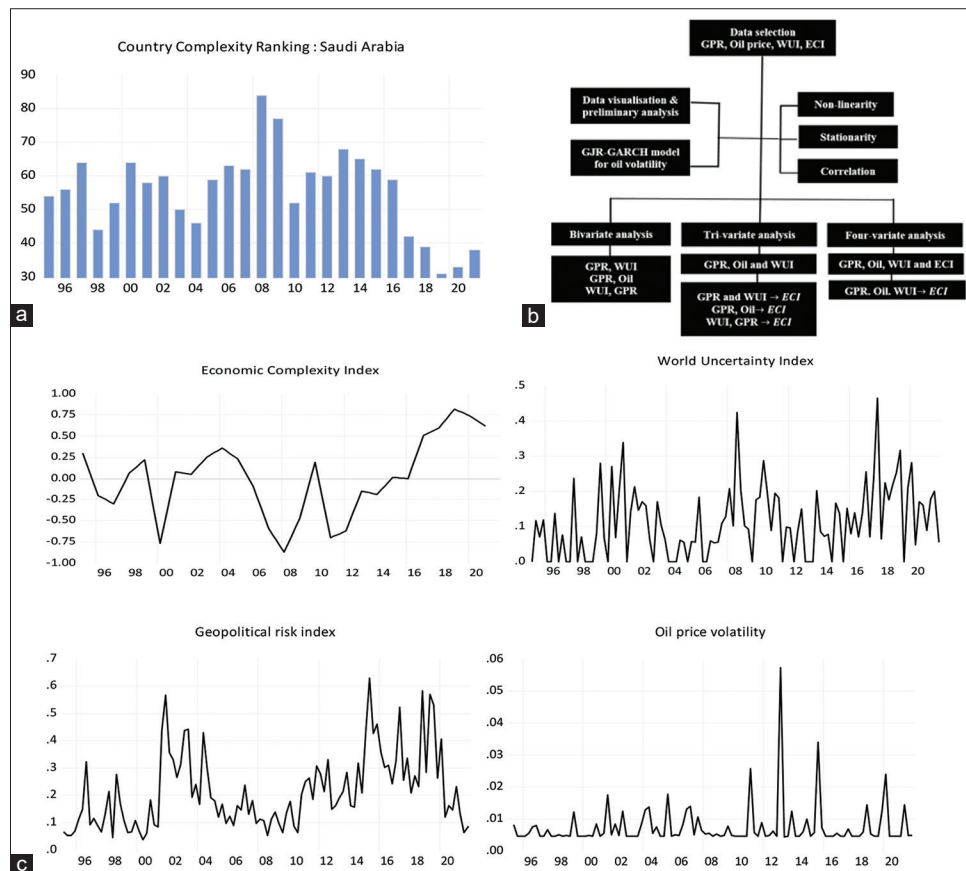 Country Complexity Ranking : Saudi Arabia
90
80
70
60
50
40
30
96 98 00 02 04 06 08 10 12 14 16 18 20
a
Data selection
GPR, Oil price, WUI, ECI
Data visualisation &
preliminary analysis
GJR-GARCH model
for oil volatility
Non-linearity
Stationarity
Correlation
Bivariate analysis
GPR, WUI
GPR, Oil
WUI, GPR
Tri-variate analysis
GPR, Oil and WUI
GPR and WUI → ECI
GPR, Oil→ ECI
WUI, GPR → ECI
Four-variate analysis
GPR, Oil, WUI and ECI
GPR. Oil. WUI→ ECI
b
Economic Complexity Index
1.00
0.75
0.50
0.25
0.00
-0.25
-0.50
-0.75
-1.00
96 98 00 02 04 06 08 10 12 14 16 18 20
World Uncertainty Index
.5
.4
.3
.2
.1
.0
96 98 00 02 04 06 08 10 12 14 16 18 20
Geopolitical risk index
.7
.6
.5
.4
.3
.2
.1
.0
96 98 00 02 04 06 08 10 12 14 16 18 20
Oil price volatility
.06
.05
.04
.03
.02
.01
.00
96 98 00 02 04 06 08 10 12 14 16 18 20
c